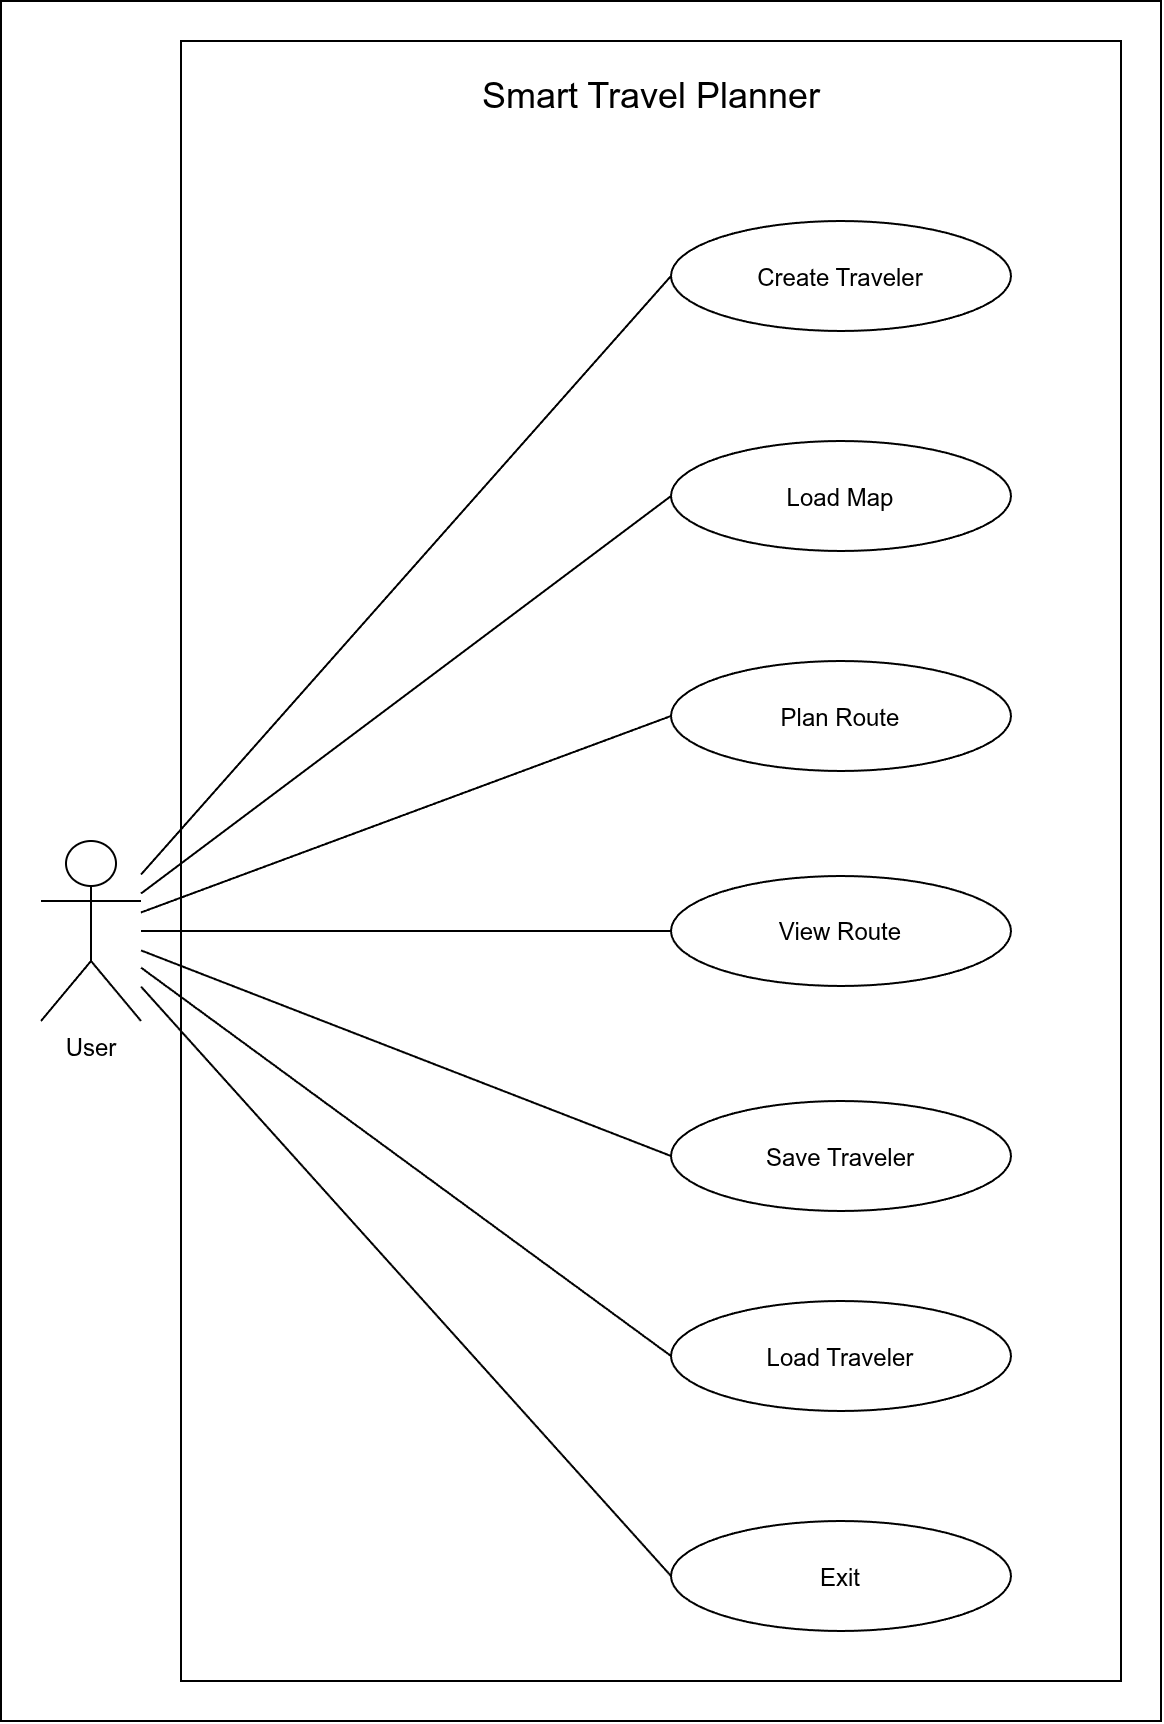 Smart Travel Planner
Create Traveler
Load Map
Plan Route
View Route
User
Save Traveler
Load Traveler
Exit